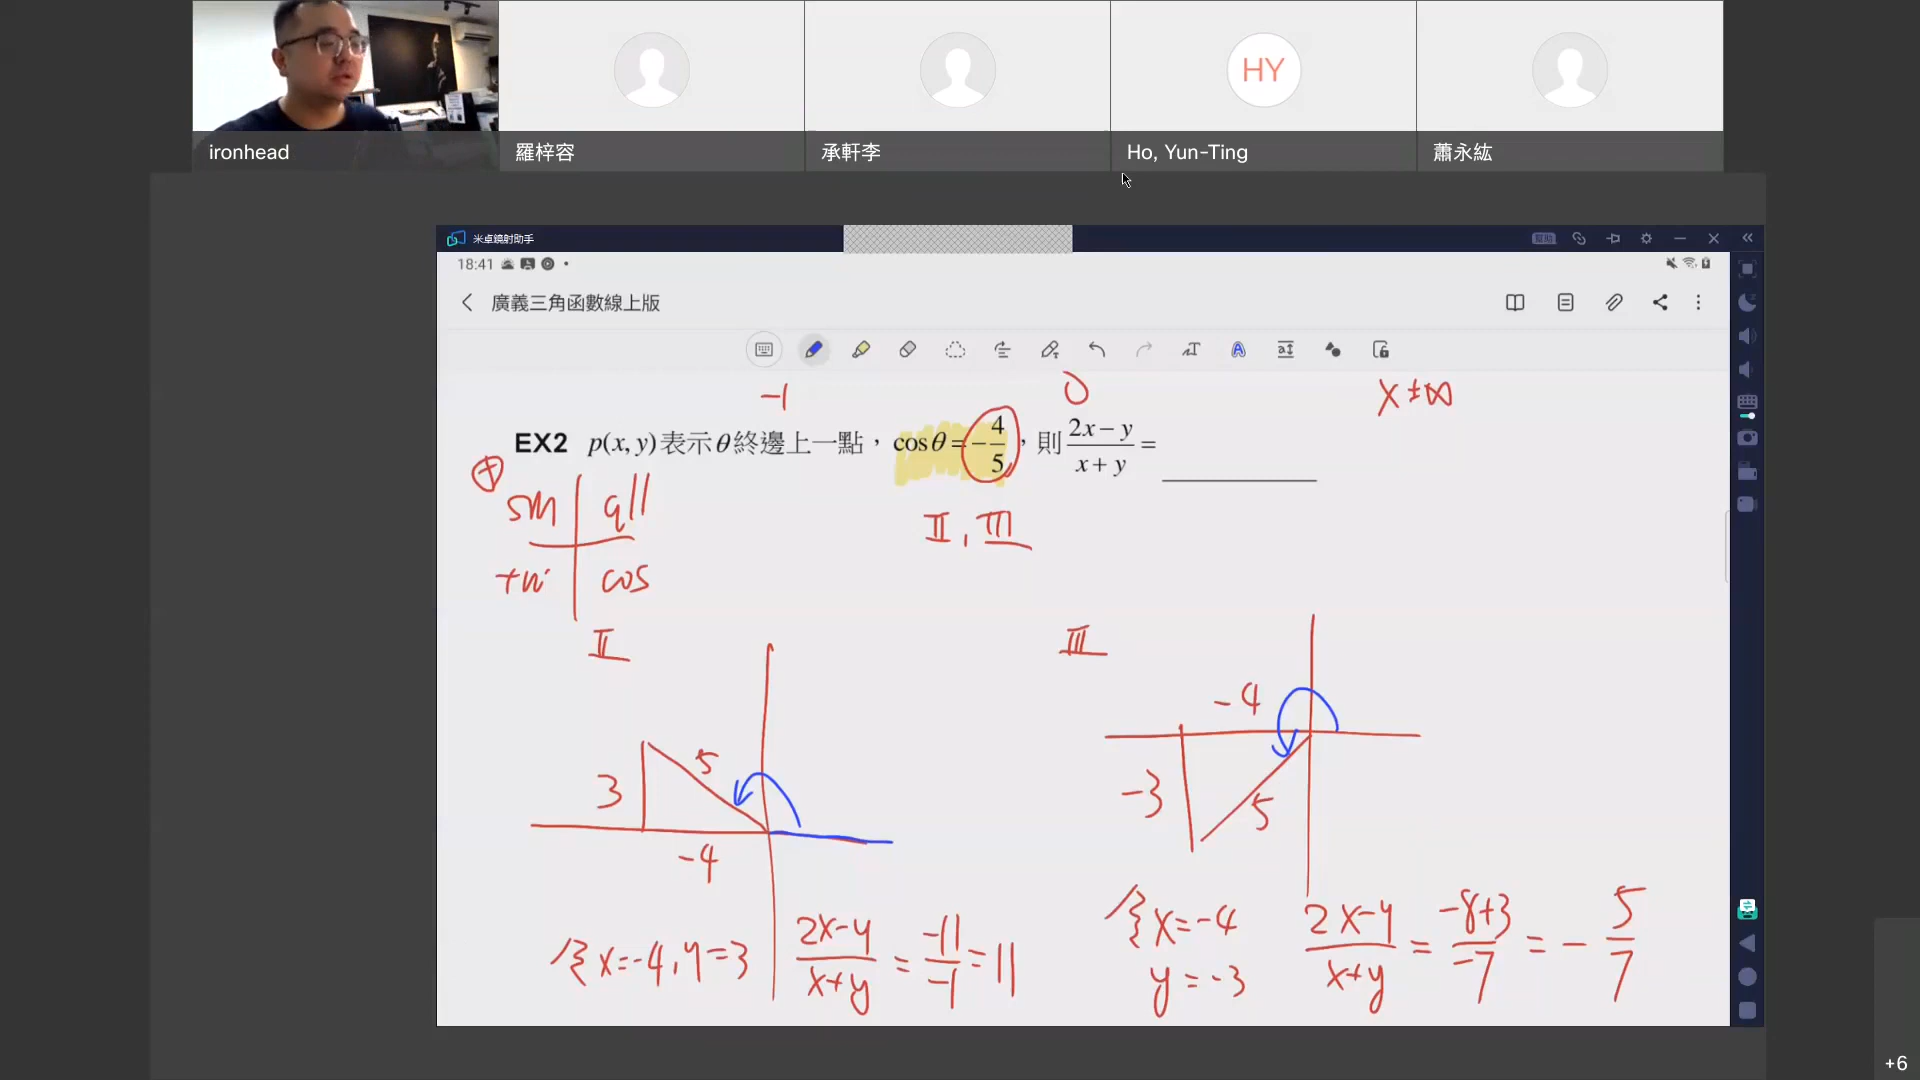 ironhead
羅梓容
承軒李
HY
Ho, Yun-Ting
蕭永紘
米卓鏡射助手
18:41
廣義三角函數線上版
-1
0
x ±∞
EX2 p(x, y)表示θ終邊上一點，cosθ = -4/5，則 (2x-y)/(x+y) = ________
+
sin all
tan cos
II, III
II
3
5
-4
III
-4
-3
5
令 x=-4, y=3
(2x-y)/(x+y) = -11/-1 = 11
令 { x=-4
y=-3
(2x-y)/(x+y) = (-8+3)/-7 = -5/7
+6